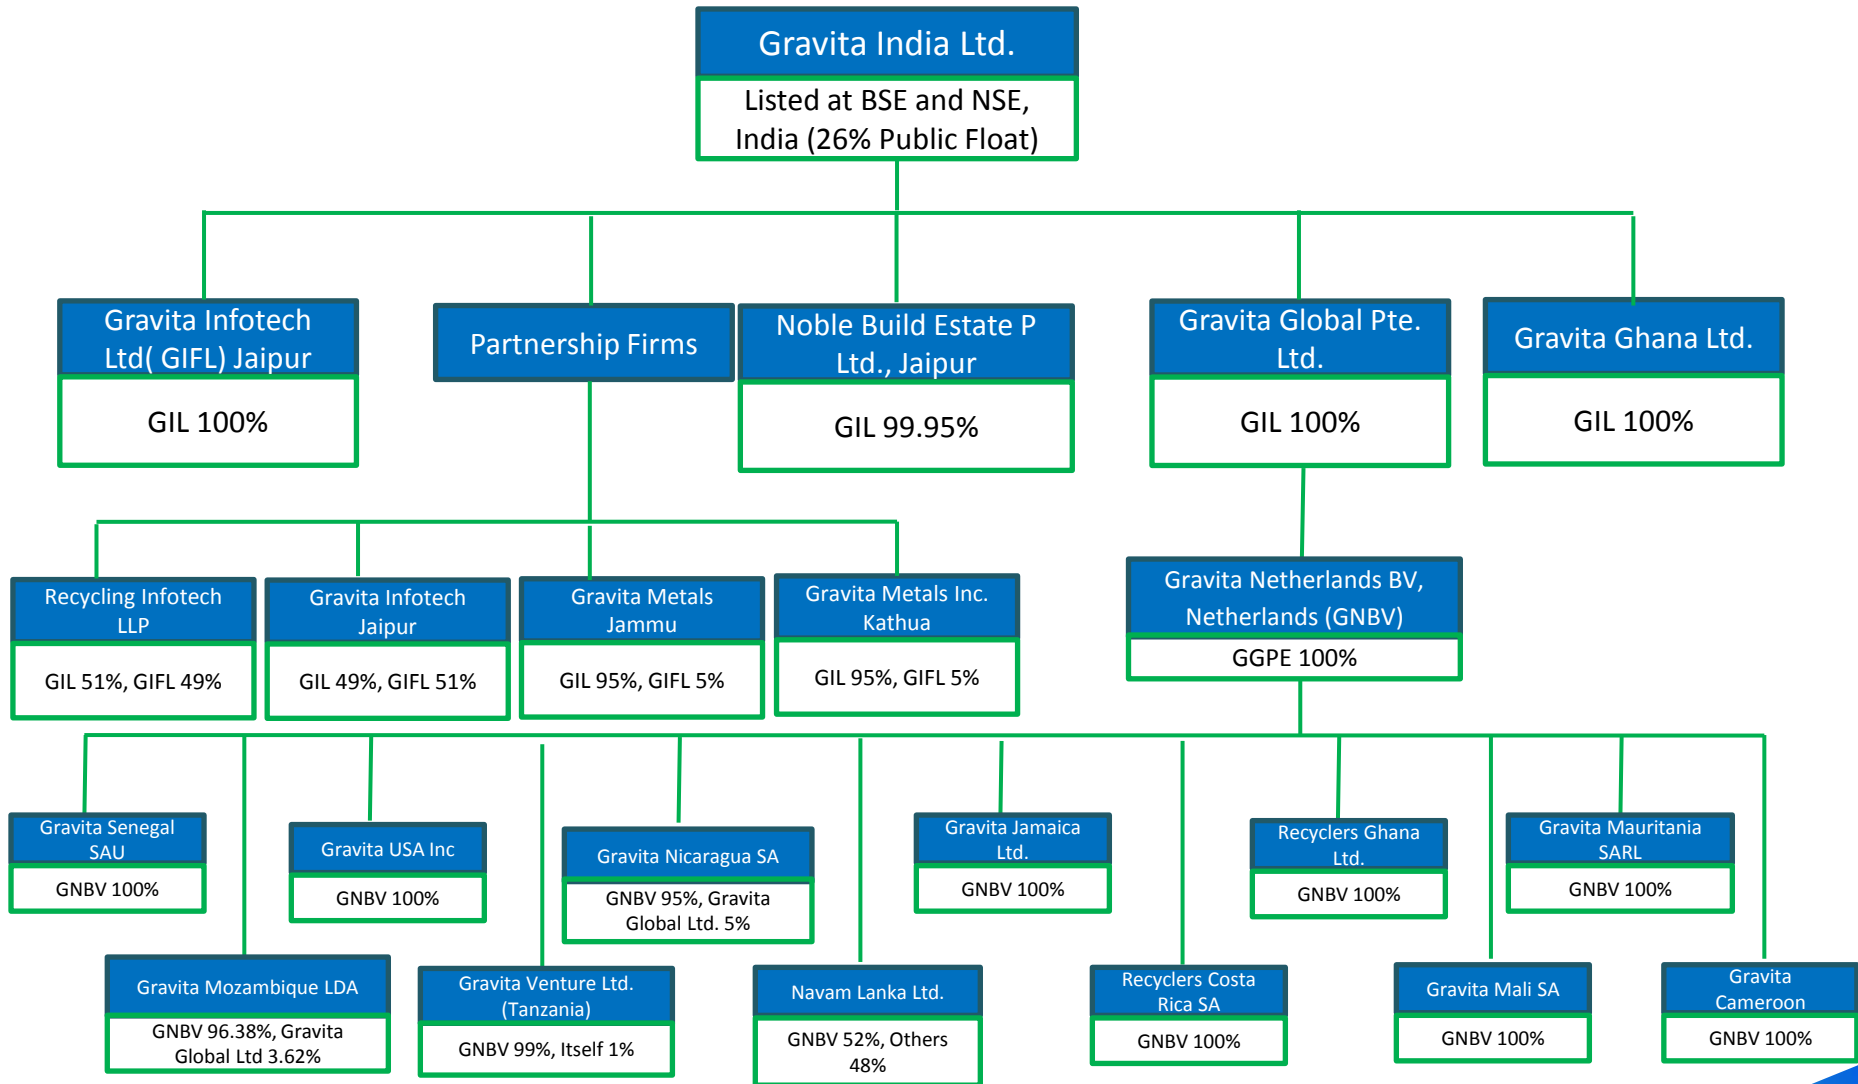 Gravita India Ltd.
Listed at BSE and NSE,
India (26% Public Float)
Gravita Infotech
Ltd( GIFL) Jaipur
GIL 100%
Partnership Firms
Noble Build Estate P
Ltd., Jaipur
GIL 99.95%
Gravita Global Pte.
Ltd.
GIL 100%
Gravita Ghana Ltd.
GIL 100%
Recycling Infotech
LLP
GIL 51%, GIFL 49%
Gravita Infotech
Jaipur
GIL 49%, GIFL 51%
Gravita Metals
Jammu
GIL 95%, GIFL 5%
Gravita Metals Inc.
Kathua
GIL 95%, GIFL 5%
Gravita Netherlands BV,
Netherlands (GNBV)
GGPE 100%
Gravita Senegal
SAU
GNBV 100%
Gravita USA Inc
GNBV 100%
Gravita Nicaragua SA
GNBV 95%, Gravita
Global Ltd. 5%
Gravita Jamaica
Ltd.
GNBV 100%
Recyclers Ghana
Ltd.
GNBV 100%
Gravita Mauritania
SARL
GNBV 100%
Gravita Mozambique LDA
GNBV 96.38%, Gravita
Global Ltd 3.62%
Gravita Venture Ltd.
(Tanzania)
GNBV 99%, Itself 1%
Navam Lanka Ltd.
GNBV 52%, Others
48%
Recyclers Costa
Rica SA
GNBV 100%
Gravita Mali SA
GNBV 100%
Gravita
Cameroon
GNBV 100%